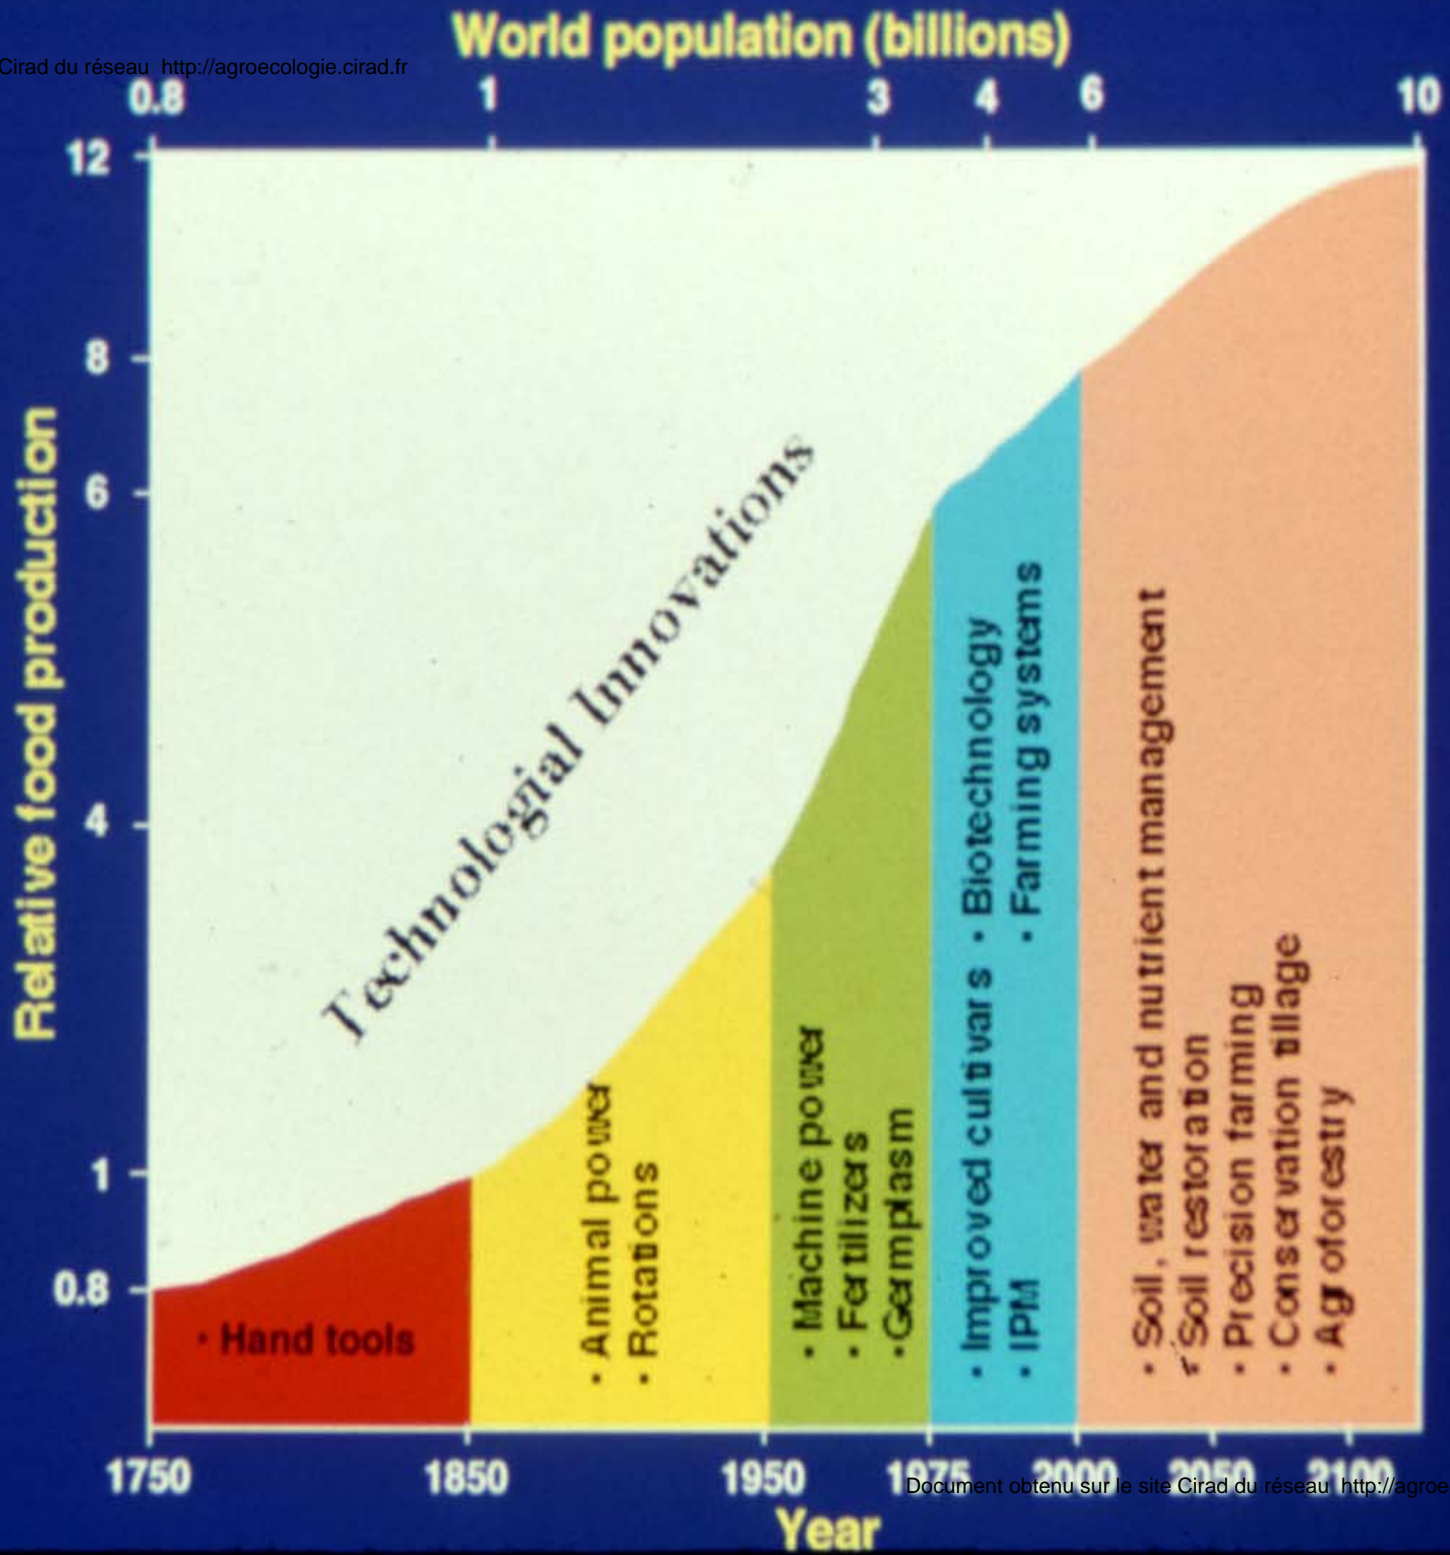 World population (billions)
Cirad du réseau http://agroecologie.cirad.fr
0.8 1 3 4 6 10
12
8
6
4
1
0.8
Relative food production
Technologial Innovations
• Hand tools
• Animal power
• Rotations
• Machine power
• Fertilizers
• Germplasm
• Improved cultivars • Biotechnology
• IPM • Farming systems
• Soil, water and nutrient management
• Soil restoration
• Precision farming
• Conservation tillage
• Agroforestry
1750 1850 1950 1975 2000 2050 2100
Document obtenu sur le site Cirad du réseau http://agroe
Year